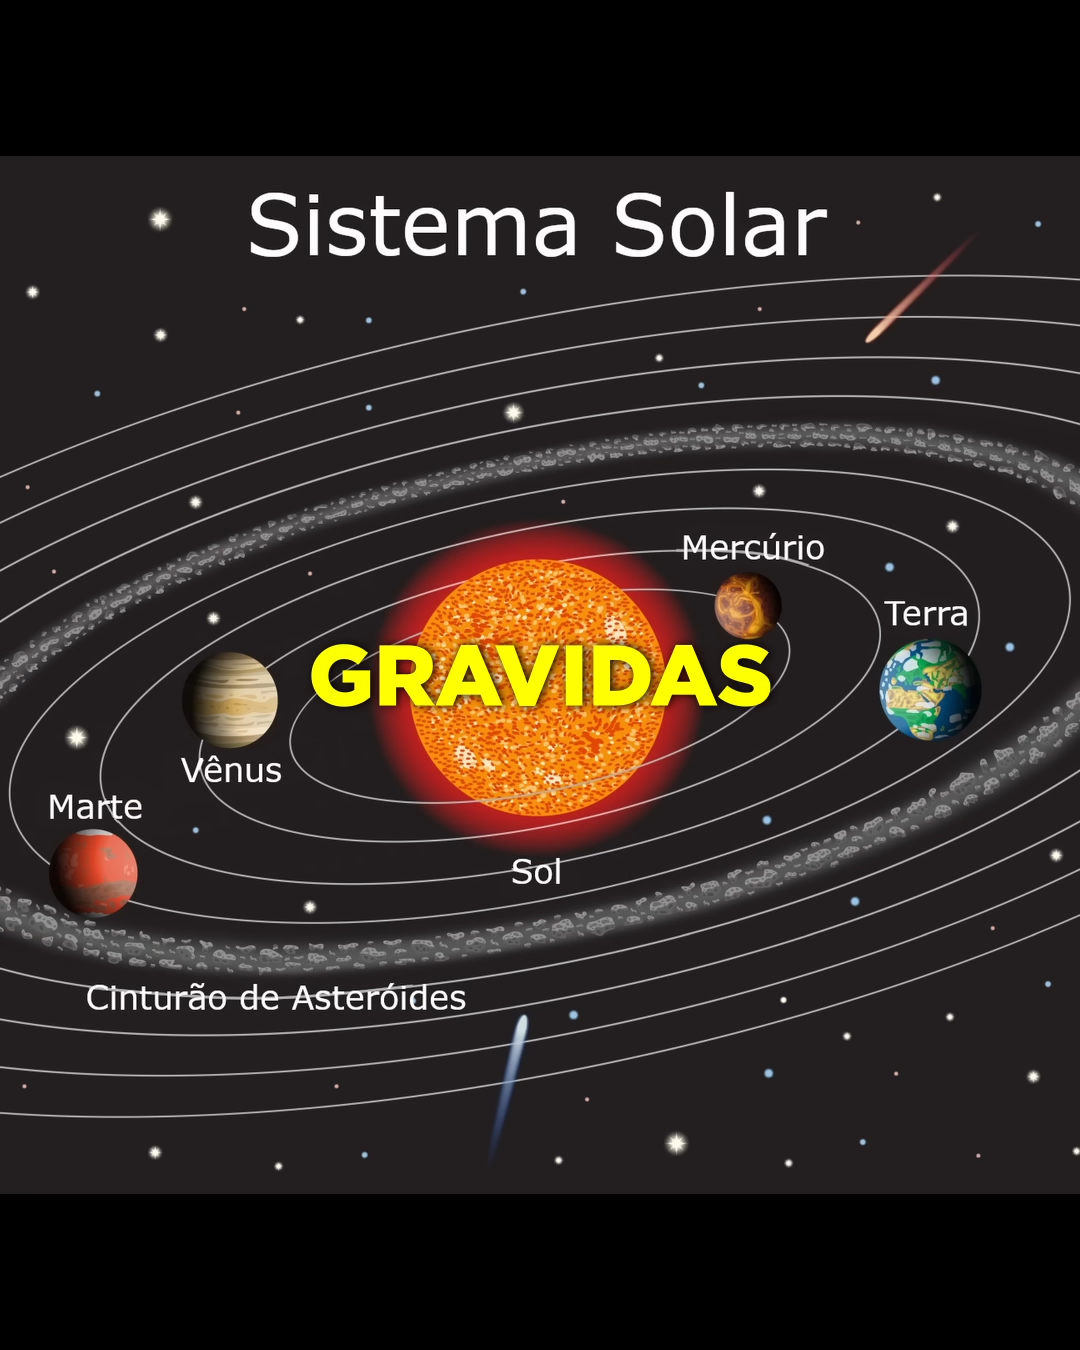 Sistema Solar
Mercúrio
Terra
GRAVIDAS
Vênus
Marte
Sol
Cinturão de Asteróides